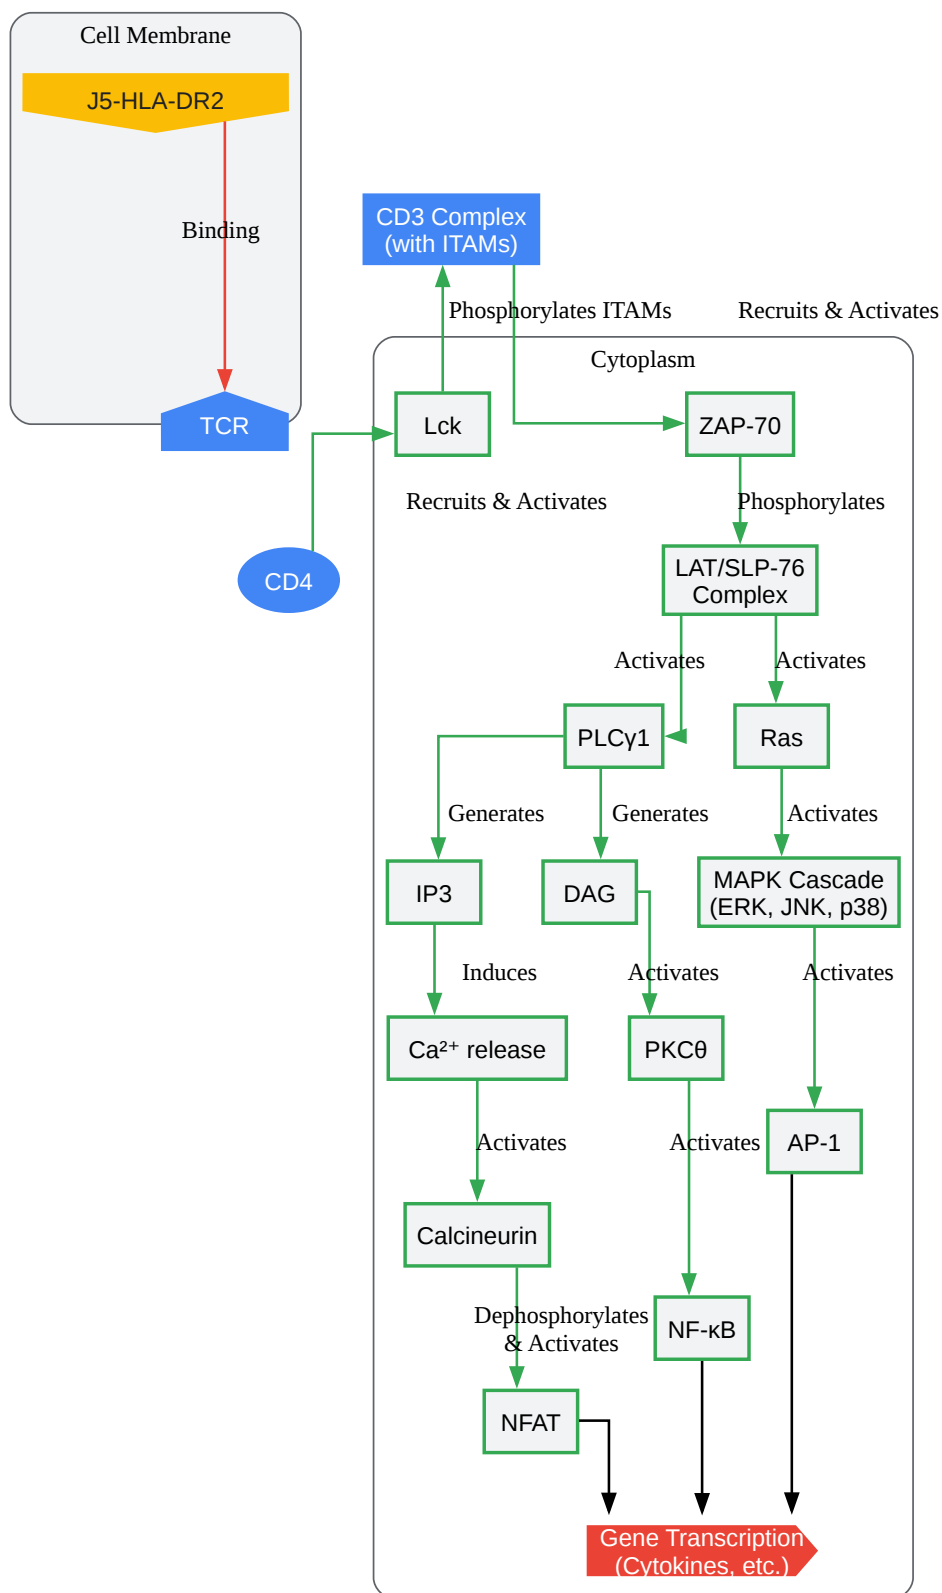 Cell Membrane
J5-HLA-DR2
Binding
CD3 Complex
(with ITAMs)
Phosphorylates ITAMs
Recruits & Activates
Cytoplasm
TCR
Lck
ZAP-70
Recruits & Activates
Phosphorylates
CD4
LAT/SLP-76
Complex
Activates
Activates
PLCγ1
Ras
Generates
Generates
Activates
IP3
DAG
MAPK Cascade
(ERK, JNK, p38)
Induces
Activates
Activates
Ca²⁺ release
PKCθ
Activates
Activates
AP-1
Calcineurin
Dephosphorylates
& Activates
NF-κB
NFAT
Gene Transcription
(Cytokines, etc.)